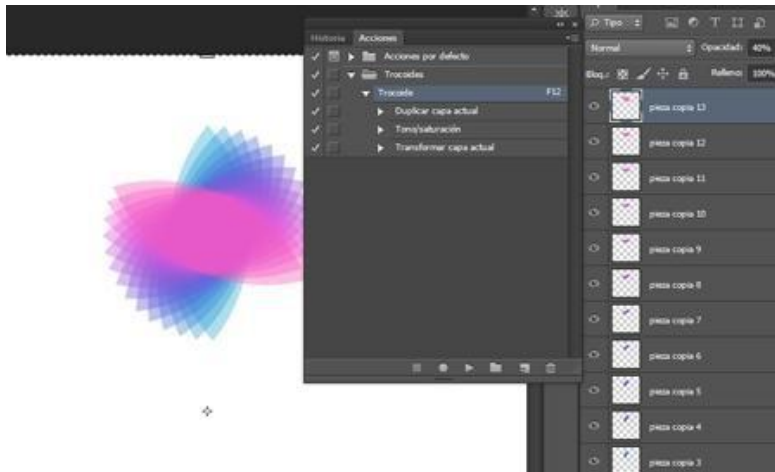 Historia Acciones
Acciones por defecto
Trocoides
Trocoide F12
Duplicar capa actual
Tono/saturación
Transformar capa actual
Tipo
Normal Opacidad: 40%
Bloq.: Relleno: 100%
pieza copia 13
pieza copia 12
pieza copia 11
pieza copia 10
pieza copia 9
pieza copia 8
pieza copia 7
pieza copia 6
pieza copia 5
pieza copia 4
pieza copia 3